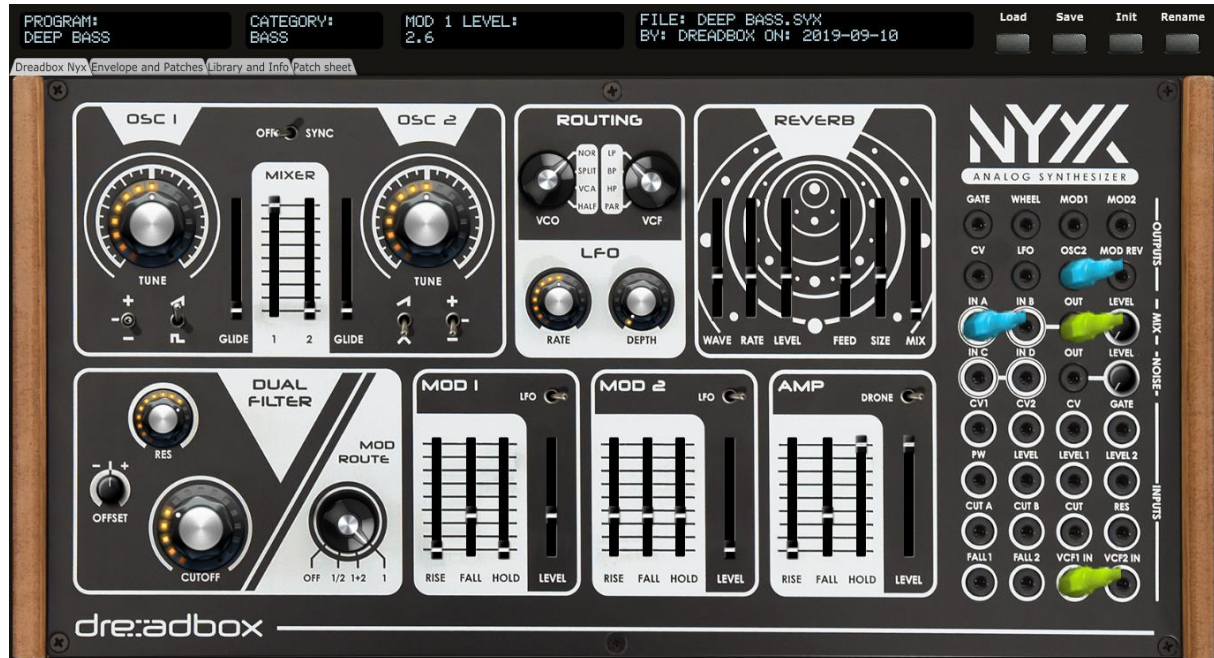 PROGRAM:
DEEP BASS
CATEGORY:
BASS
MOD 1 LEVEL:
2.6
FILE: DEEP BASS.SYX
BY: DREADBOX ON: 2019-09-10
Load Save Init Rename
Dreadbox Nyx Envelope and Patches Library and Info Patch sheet
OSC 1
OFF SYNC
OSC 2
MIXER
TUNE
TUNE
+
-
-
+
-
-
GLIDE 1 2 GLIDE
ROUTING
NOR LP
SPLIT BP
VCA HP
HALF PAR
VCO VCF
LFO
RATE DEPTH
REVERB
WAVE RATE LEVEL FEED SIZE MIX
NYX
ANALOG SYNTHESIZER
GATE WHEEL MOD1 MOD2
CV LFO OSC2 MOD REV
OUTPUTS
IN A IN B OUT LEVEL
- MIX -
IN C IN D OUT LEVEL
- NOISE -
CV1 CV2 CV GATE
PW LEVEL LEVEL 1 LEVEL 2
CUT A CUT B CUT RES
FALL 1 FALL 2 VCF1 IN VCF2 IN
INPUTS
DUAL
FILTER
RES
- +
OFFSET
CUTOFF
MOD
ROUTE
OFF 1/2 1+2 1
MOD 1
LFO
RISE FALL HOLD LEVEL
MOD 2
LFO
RISE FALL HOLD LEVEL
AMP
DRONE
RISE FALL HOLD LEVEL
dre:adbox